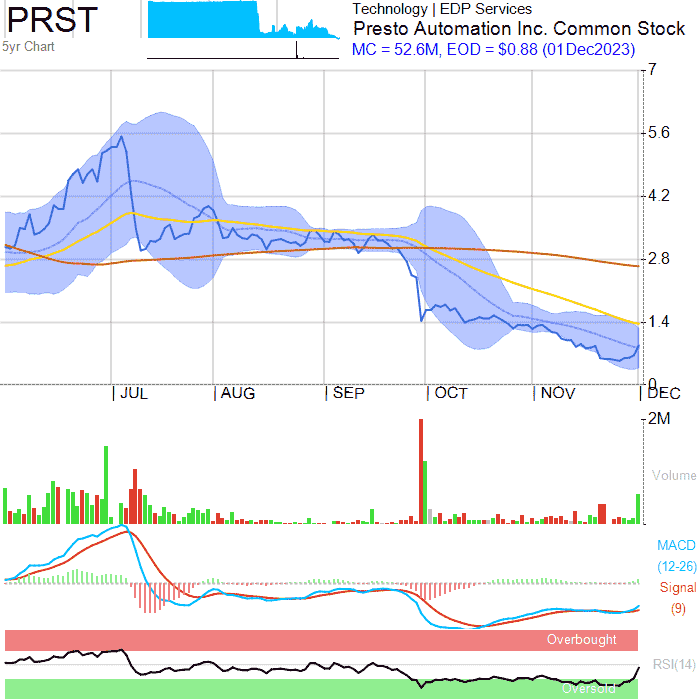 PRST
5yr Chart
Technology | EDP Services
Presto Automation Inc. Common Stock
MC = 52.6M, EOD = $0.88 (01Dec2023)
7
5.6
4.2
2.8
1.4
0
JUL AUG SEP OCT NOV DEC
2M
Volume
MACD
(12-26)
Signal
(9)
Overbought
RSI(14)
Oversold